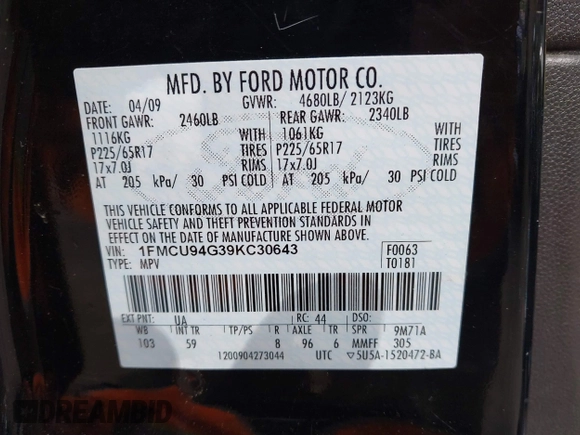 MFD. BY FORD MOTOR CO.
DATE: 04/09 GVWR: 4680LB/ 2123KG
FRONT GAWR: 2460LB REAR GAWR: 2340LB
1116KG WITH 1061KG WITH
P225/65R17 TIRES P225/65R17 TIRES
17x7.0J RIMS 17x7.0J RIMS
AT 205 kPa/ 30 PSI COLD AT 205 kPa/ 30 PSI COLD
THIS VEHICLE CONFORMS TO ALL APPLICABLE FEDERAL MOTOR
VEHICLE SAFETY AND THEFT PREVENTION STANDARDS IN
EFFECT ON THE DATE OF MANUFACTURE SHOWN ABOVE.
VIN: 1FMCU94G39KC30643 F0063
TYPE: MPV T0181
EXT PNT: UA RC: 44 DSO:
WB INT TR TP/PS R AXLE TR SPR 9M71A
103 59 8 96 6 MMFF 305
1200904273044 UTC 5U5A-1520472-BA
DREAMBID